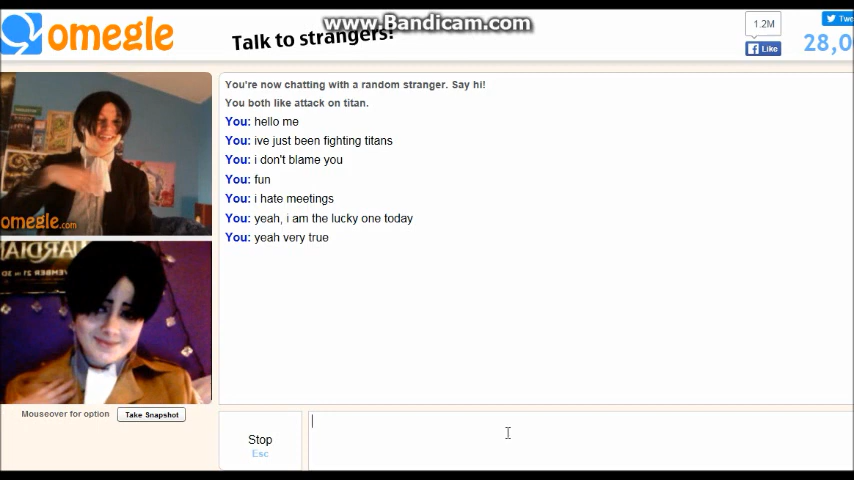 www.Bandicam.com
omegle
Talk to strangers!
1.2M
Like
28,0
You're now chatting with a random stranger. Say hi!
You both like attack on titan.
You: hello me
You: ive just been fighting titans
You: i don't blame you
You: fun
You: i hate meetings
You: yeah, i am the lucky one today
You: yeah very true
omegle.com
Mouseover for option
Take Snapshot
Stop
Esc